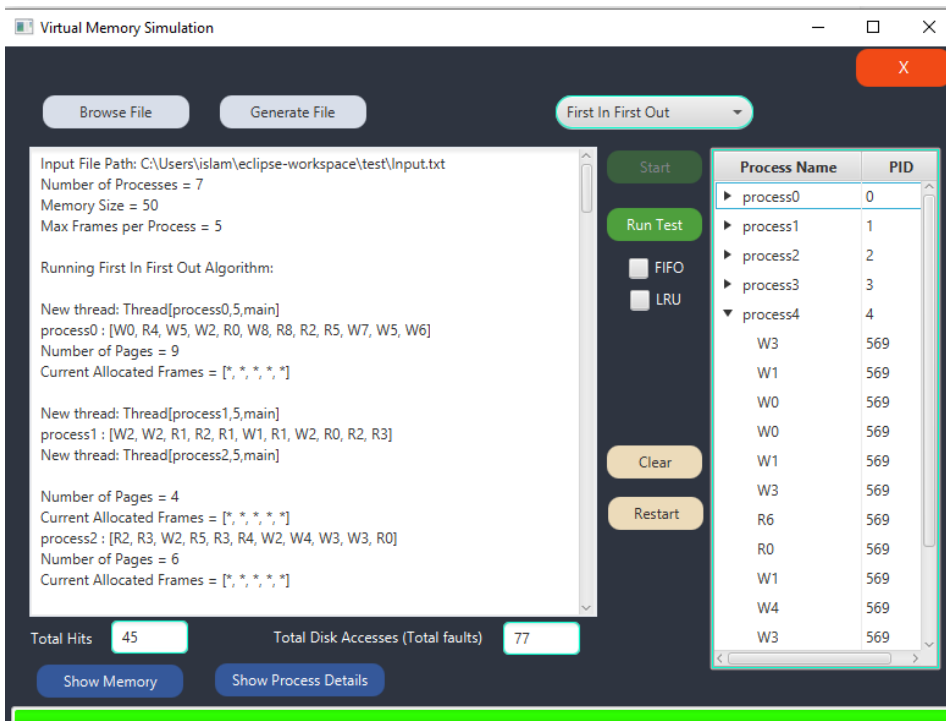 Virtual Memory Simulation
X
Browse File
Generate File
First In First Out
Input File Path: C:\Users\islam\eclipse-workspace\test\Input.txt
Number of Processes = 7
Memory Size = 50
Max Frames per Process = 5
Running First In First Out Algorithm:
New thread: Thread[process0,5,main]
process0 : [W0, R4, W5, W2, R0, W8, R8, R2, R5, W7, W5, W6]
Number of Pages = 9
Current Allocated Frames = [*, *, *, *, *]
New thread: Thread[process1,5,main]
process1 : [W2, W2, R1, R2, R1, W1, R1, W2, R0, R2, R3]
New thread: Thread[process2,5,main]
Number of Pages = 4
Current Allocated Frames = [*, *, *, *, *]
process2 : [R2, R3, W2, R5, R3, R4, W2, W4, W3, W3, R0]
Number of Pages = 6
Current Allocated Frames = [*, *, *, *, *]
Start
Run Test
FIFO
LRU
Clear
Restart
Process Name PID
process0 0
process1 1
process2 2
process3 3
process4 4
W3 569
W1 569
W0 569
W0 569
W1 569
W3 569
R6 569
R0 569
W1 569
W4 569
W3 569
Total Hits 45
Total Disk Accesses (Total faults) 77
Show Memory
Show Process Details